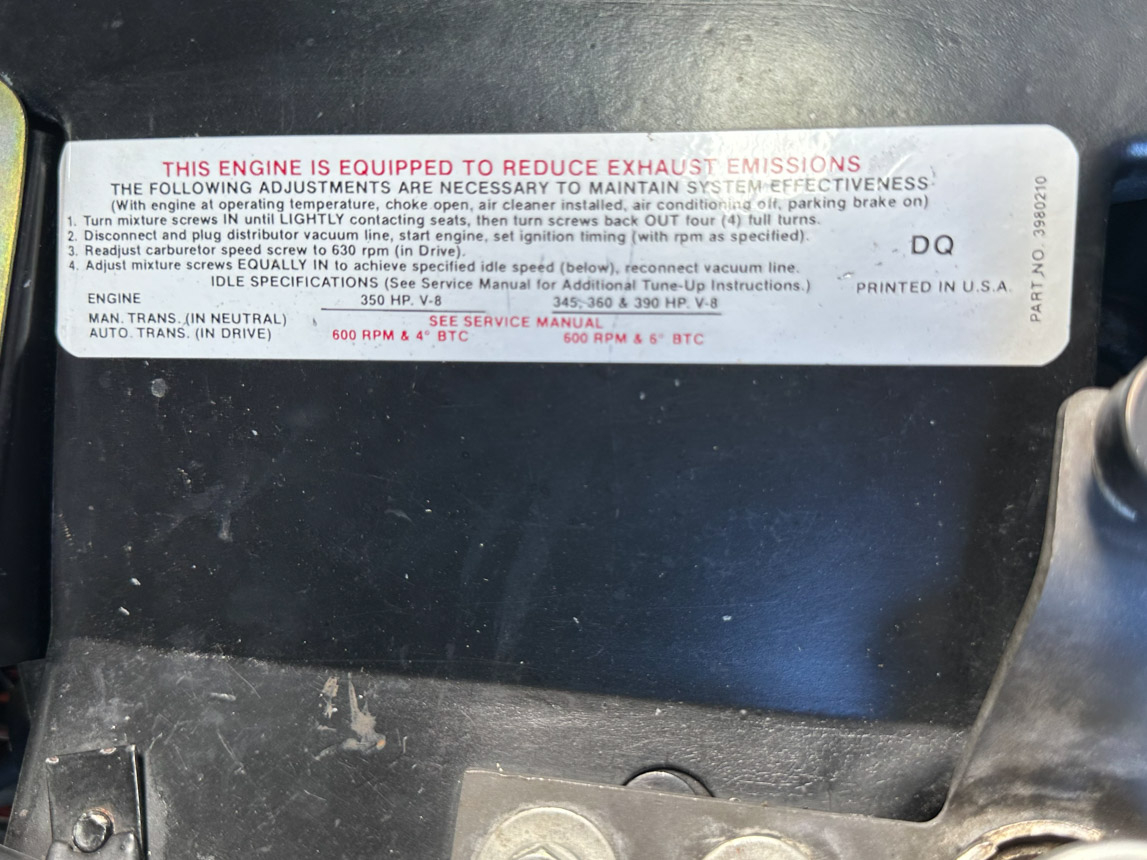 THIS ENGINE IS EQUIPPED TO REDUCE EXHAUST EMISSIONS
THE FOLLOWING ADJUSTMENTS ARE NECESSARY TO MAINTAIN SYSTEM EFFECTIVENESS
(With engine at operating temperature, choke open, air cleaner installed, air conditioning off, parking brake on)
1. Turn mixture screws IN until LIGHTLY contacting seats, then turn screws back OUT four (4) full turns.
2. Disconnect and plug distributor vacuum line, start engine, set ignition timing (with rpm as specified).
3. Readjust carburetor speed screw to 630 rpm (in Drive).
4. Adjust mixture screws EQUALLY IN to achieve specified idle speed (below), reconnect vacuum line.
IDLE SPECIFICATIONS (See Service Manual for Additional Tune-Up Instructions.)
ENGINE 350 HP. V-8 345, 360 & 390 HP. V-8
MAN. TRANS. (IN NEUTRAL) SEE SERVICE MANUAL
AUTO. TRANS. (IN DRIVE) 600 RPM & 4° BTC 600 RPM & 6° BTC
DQ
PRINTED IN U.S.A.
PART NO. 3980210